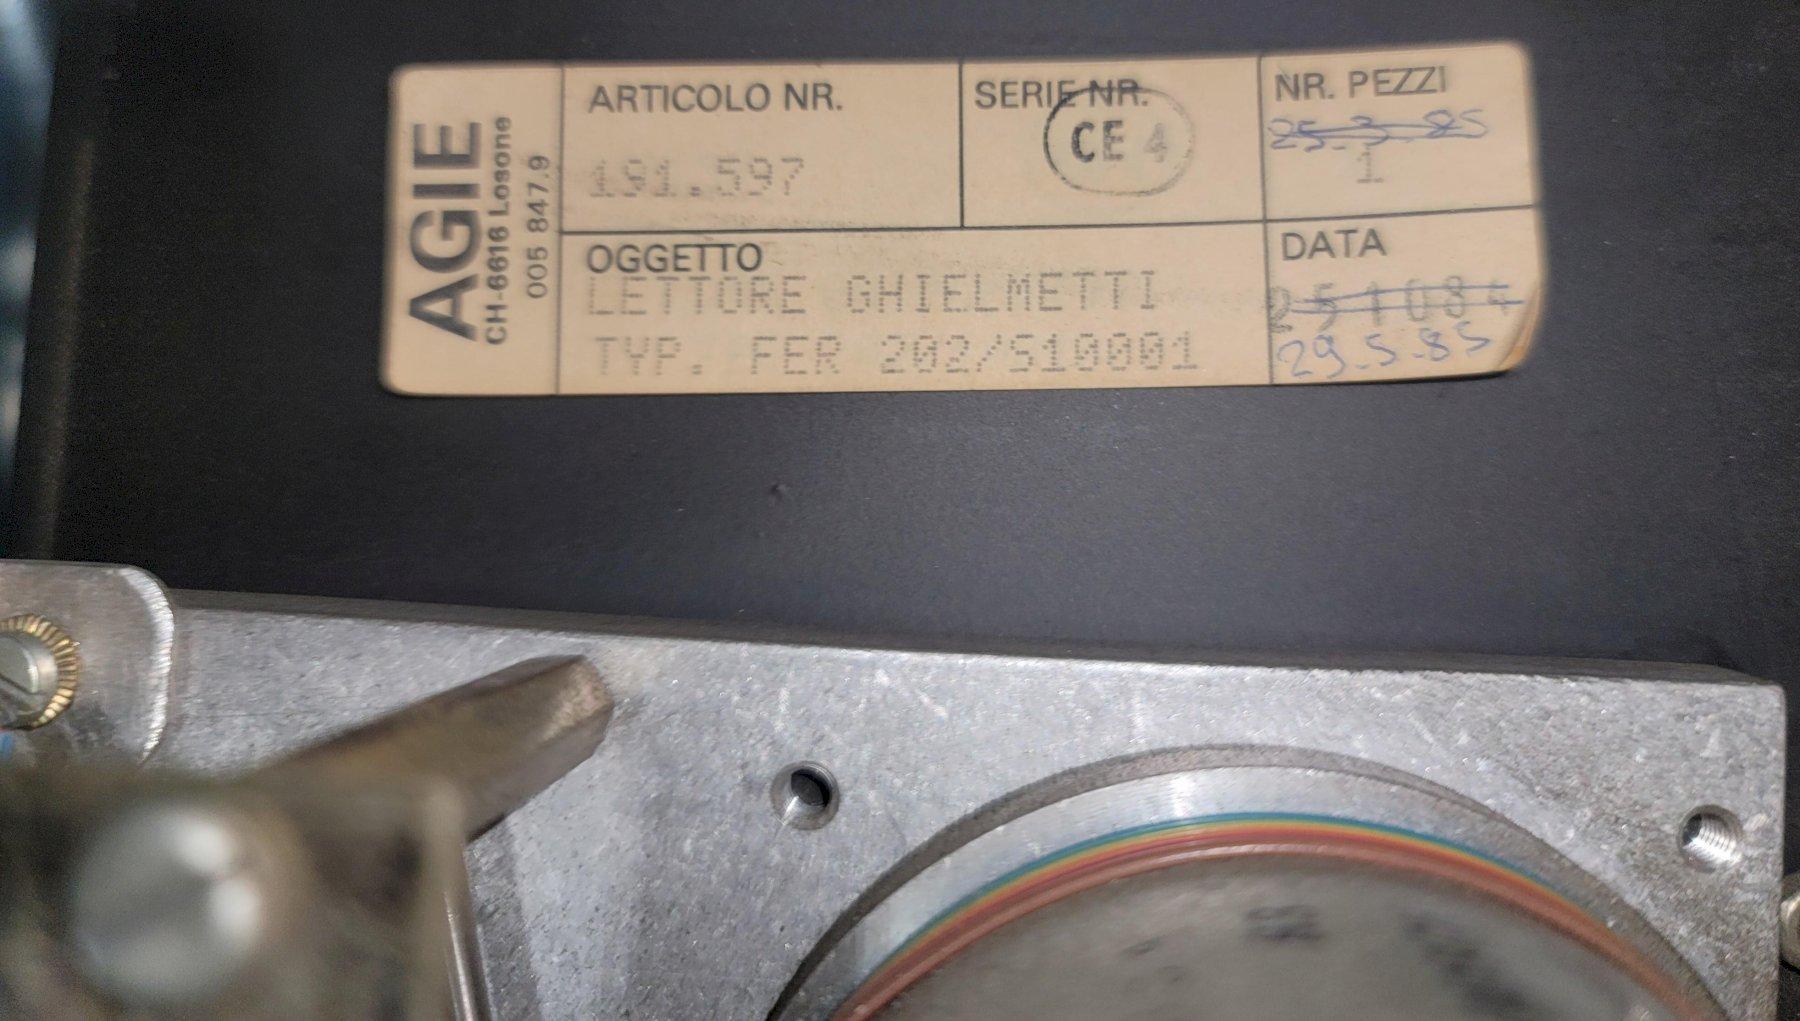 AGIE
CH-6616 Losone
005 847.9
ARTICOLO NR.
191.597
SERIE NR.
CE 4
NR. PEZZI
25.3.85
1
OGGETTO
LETTORE GHIELMETTI
TYP. FER 202/S10001
DATA
29.5.85